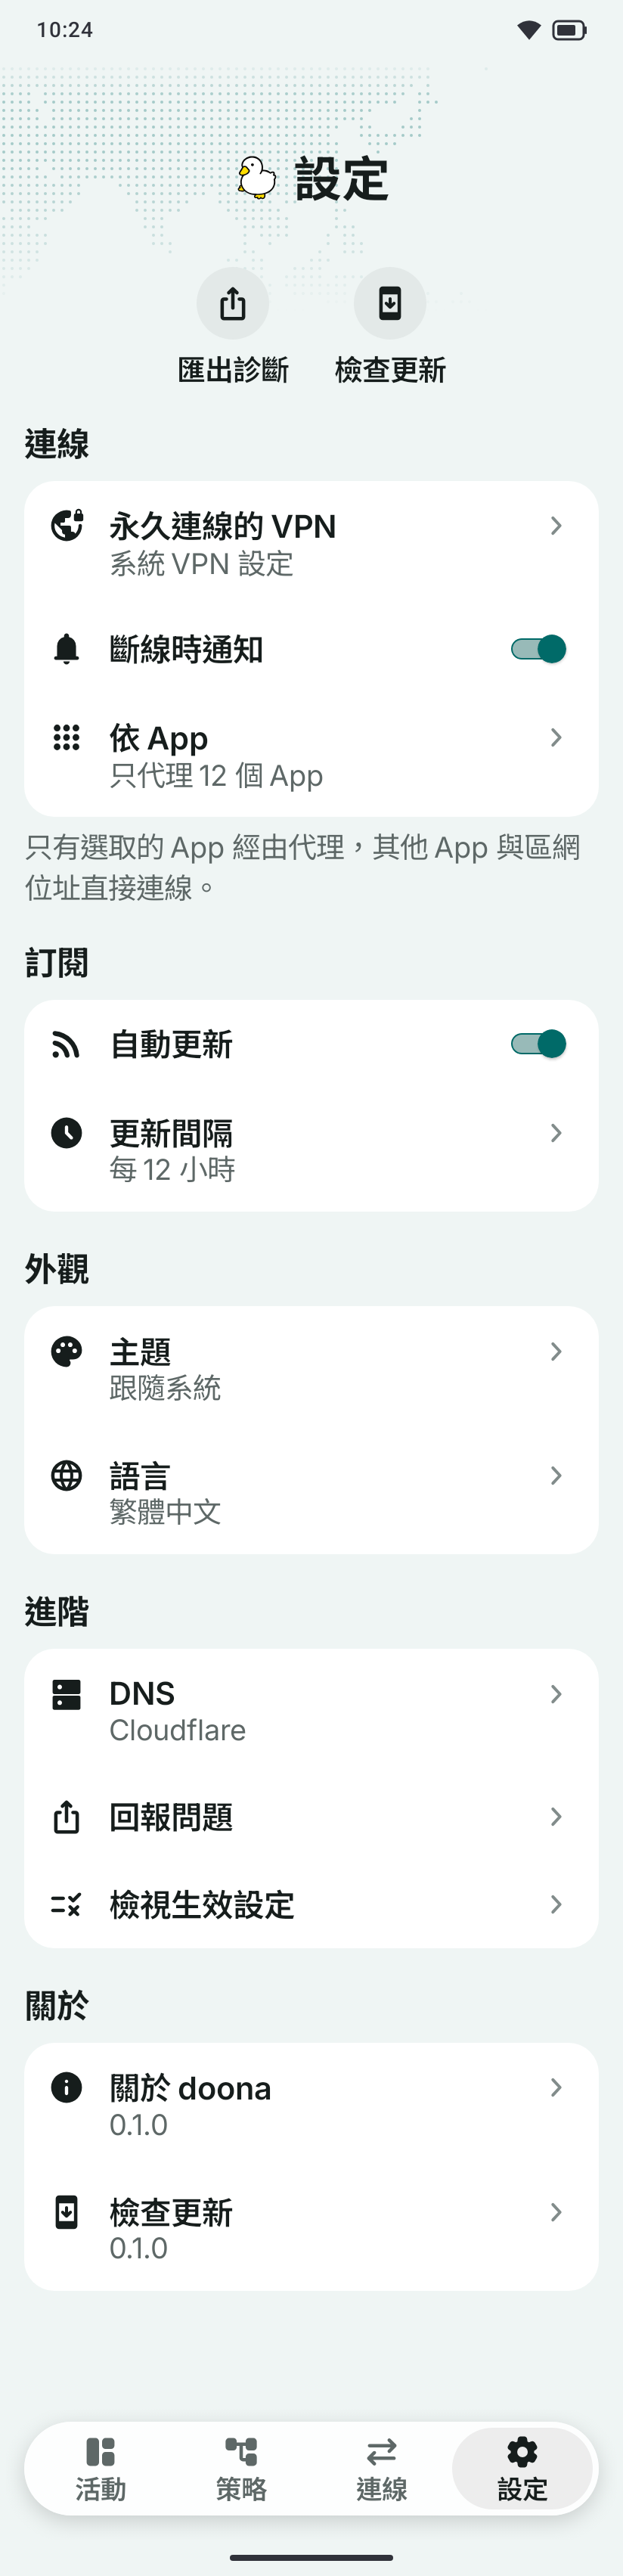 10:24
設定
匯出診斷
檢查更新
連線
永久連線的 VPN
系統 VPN 設定
斷線時通知
依 App
只代理 12 個 App
只有選取的 App 經由代理，其他 App 與區網
位址直接連線。
訂閱
自動更新
更新間隔
每 12 小時
外觀
主題
跟隨系統
語言
繁體中文
進階
DNS
Cloudflare
回報問題
檢視生效設定
關於
關於 doona
0.1.0
檢查更新
0.1.0
活動
策略
連線
設定